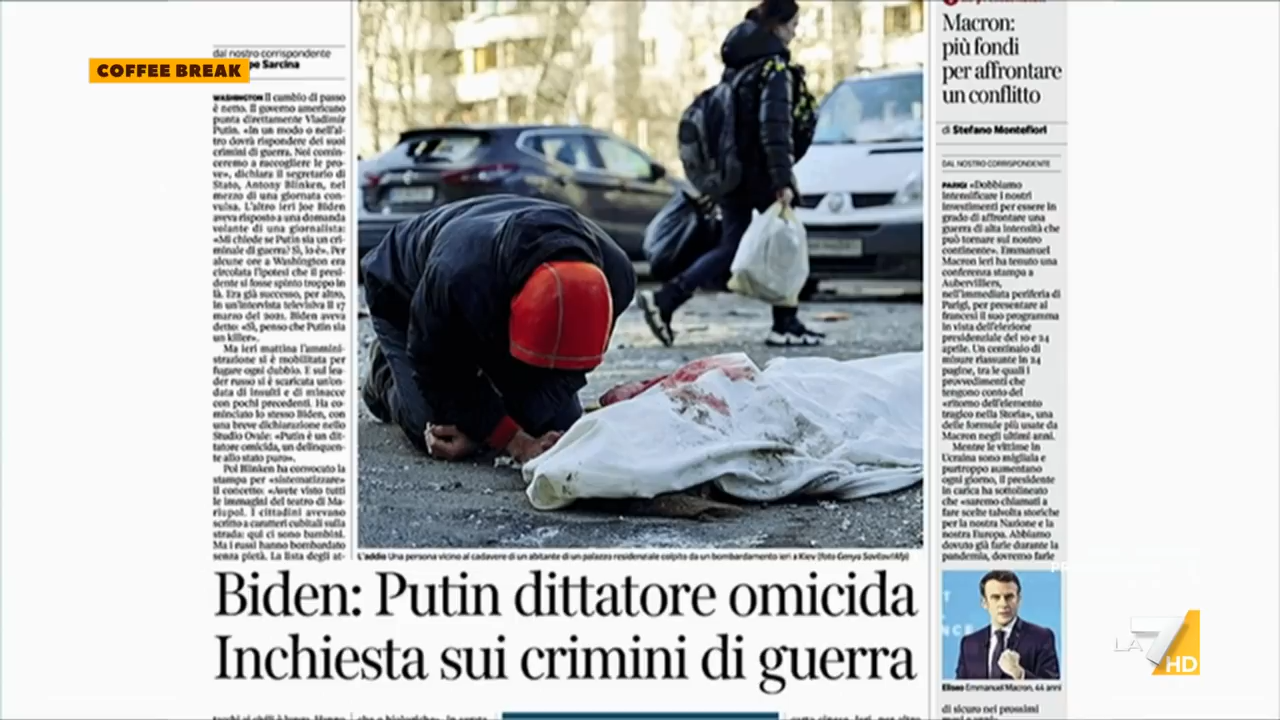 COFFEE BREAK
dal nostro corrispondente
pe Sarcina
WASHINGTON Il cambio di passo
è netto. Il governo americano
punta direttamente Vladimir
Putin. «In un modo o nell'al-
tro dovrà rispondere dei suoi
crimini di guerra. Noi comin-
ceremo a raccogliere le pro-
ve», dichiara il segretario di
Stato, Antony Blinken, nel
mezzo di una giornata con-
vulsa. L'altro ieri Joe Biden
aveva risposto a una domanda
volante di una giornalista:
«Mi chiede se Putin sia un cri-
minale di guerra? Sì, lo è». Per
alcune ore a Washington era
circolata l'ipotesi che il presi-
dente si fosse spinto troppo in
là. Era già successo, per altro,
in un'intervista televisiva il 17
marzo del 2021. Biden aveva
detto: «Sì, penso che Putin sia
un killer».
Ma ieri mattina l'ammini-
strazione si è mobilitata per
fugare ogni dubbio. E sul lea-
der russo si è scaricata un'on-
data di insulti e di minacce
con pochi precedenti. Ha co-
minciato lo stesso Biden, con
una breve dichiarazione nello
Studio Ovale: «Putin è un dit-
tatore omicida, un delinquen-
te allo stato puro».
Poi Blinken ha convocato la
stampa per «sistematizzare»
il concetto: «Avete visto tutti
le immagini del teatro di Ma-
riupol. I cittadini avevano
scritto a caratteri cubitali sulla
strada: qui ci sono bambini.
Ma i russi hanno bombardato
senza pietà. La lista degli at-
L'addio Una persona vicino al cadavere di un abitante di un palazzo residenziale colpito da un bombardamento ieri a Kiev (foto Genya Savilov/Afp)
Biden: Putin dittatore omicida
Inchiesta sui crimini di guerra
Macron:
più fondi
per affrontare
un conflitto
di Stefano Montefiori
DAL NOSTRO CORRISPONDENTE
PARIGI «Dobbiamo
intensificare i nostri
investimenti per essere in
grado di affrontare una
guerra di alta intensità che
può tornare sul nostro
continente». Emmanuel
Macron ieri ha tenuto una
conferenza stampa a
Aubervilliers,
nell'immediata periferia di
Parigi, per presentare ai
francesi il suo programma
in vista dell'elezione
presidenziale del 10 e 24
aprile. Un centinaio di
misure riassunte in 24
pagine, tra le quali i
provvedimenti che
tengono conto del
«ritorno dell'elemento
tragico nella Storia», una
delle formule più usate da
Macron negli ultimi anni.
Mentre le vittime in
Ucraina sono migliaia e
purtroppo aumentano
ogni giorno, il presidente
in carica ha sottolineato
che «saremo chiamati a
fare scelte talvolta storiche
per la nostra Nazione e la
nostra Europa. Abbiamo
dovuto già farle durante la
pandemia, dovremo farle
Eliseo Emmanuel Macron, 44 anni
di sicuro nei prossimi
LA 7 HD